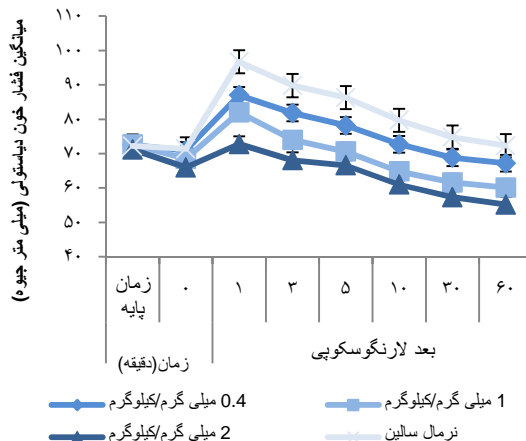 میانگین فشار خون دیاستولی (میلی متر جیوه)
۱۱۰
۱۰۰
۹۰
۸۰
۷۰
۶۰
۵۰
۴۰
زمان پایه
۰
۱
۳
۵
۱۰
۳۰
۶۰
زمان(دقیقه)
بعد لارنگوسکوپی
0.4 میلی گرم/کیلوگرم
1 میلی گرم/کیلوگرم
2 میلی گرم/کیلوگرم
نرمال سالین